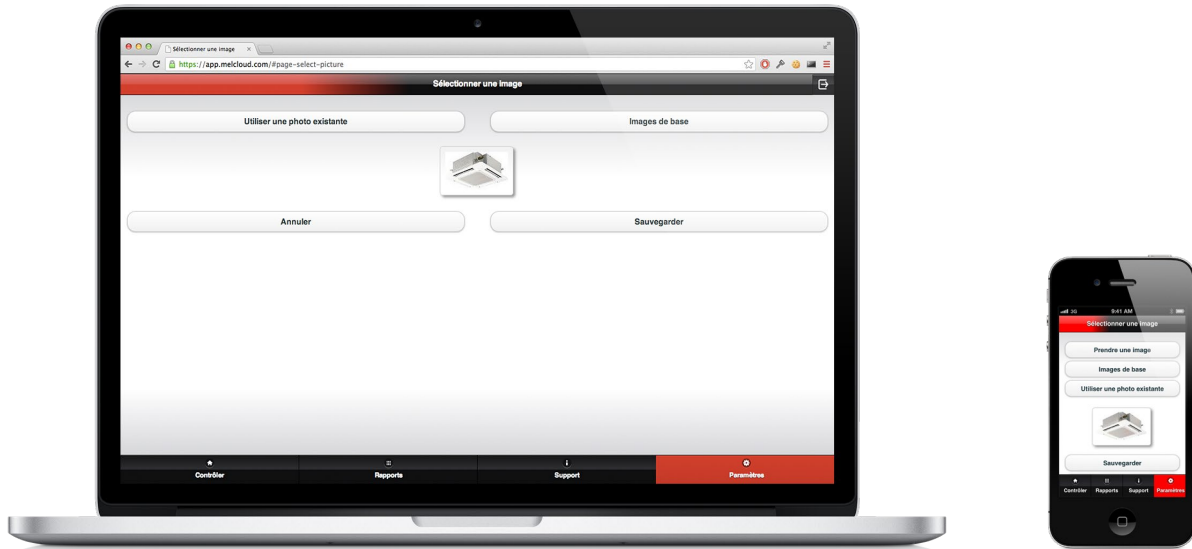 Sélectionner une image
https://app.melcloud.com/#page-select-picture
Sélectionner une image
Utiliser une photo existante
Images de base
Annuler
Sauvegarder
Contrôler
Rapports
Support
Paramètres
3G 9:41 AM
Sélectionner une image
Prendre une image
Images de base
Utiliser une photo existante
Sauvegarder
Contrôler
Rapports
Support
Paramètres